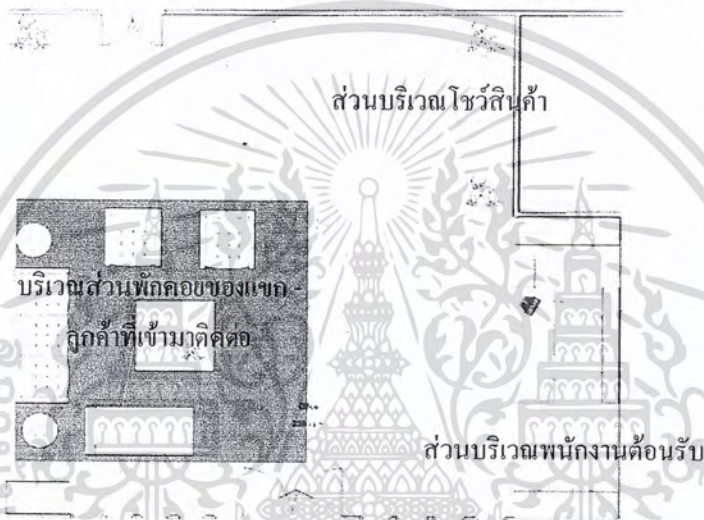 ส่วนบริเวณโชว์สินค้า
บริเวณส่วนพักคอยของแขก -
ลูกค้าที่เข้ามาติดต่อ
ส่วนบริเวณพนักงานต้อนรับ